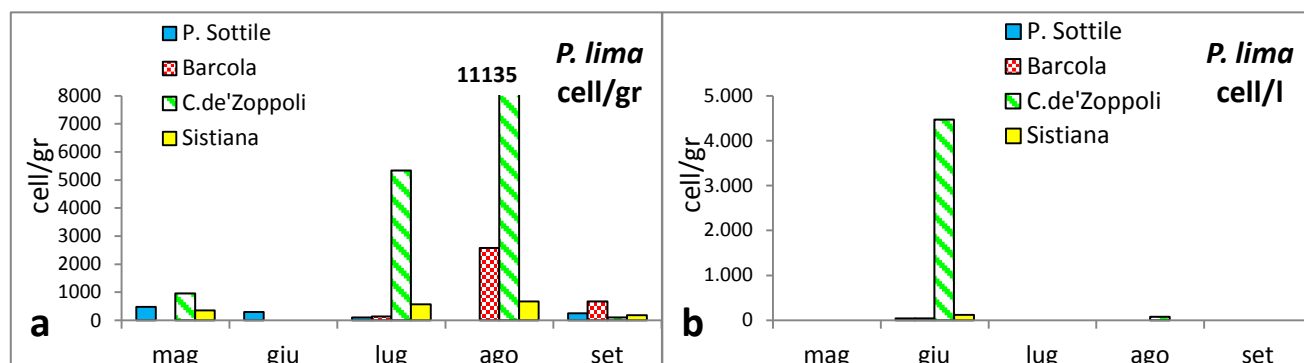 P. Sottile
Barcola
C.de'Zoppoli
Sistiana
P. lima
cell/gr
11135
8000
7000
6000
5000
4000
3000
2000
1000
0
cell/gr
a
mag giu lug ago set
P. Sottile
Barcola
C.de'Zoppoli
Sistiana
P. lima
cell/l
5.000
4.000
3.000
2.000
1.000
0
cell/gr
b
mag giu lug ago set